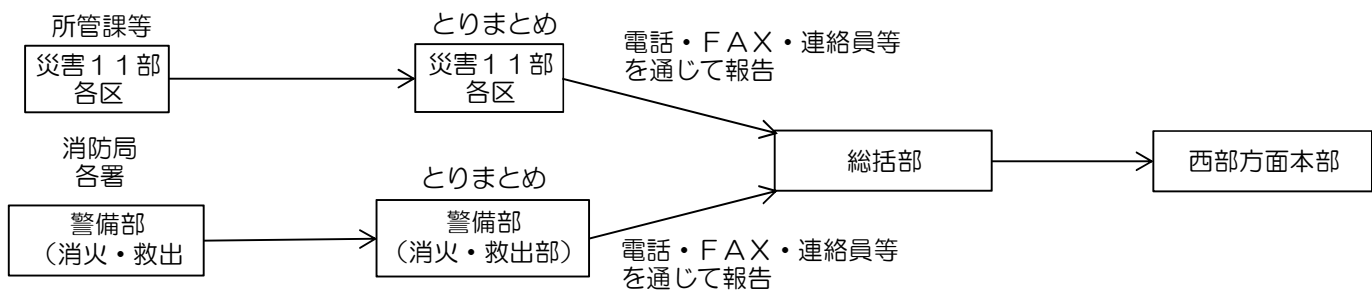 所管課等
災害１１部
各区
とりまとめ
災害１１部
各区
電話・ＦＡＸ・連絡員等
を通じて報告
消防局
各署
警備部
（消火・救出
とりまとめ
警備部
（消火・救出部）
電話・ＦＡＸ・連絡員等
を通じて報告
総括部
西部方面本部